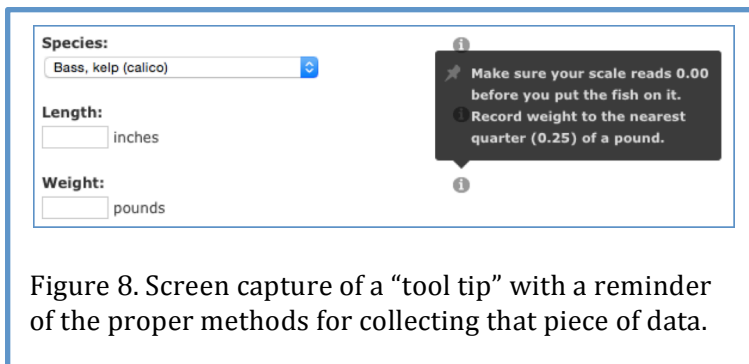 Species:
Bass, kelp (calico)
Make sure your scale reads 0.00
before you put the fish on it.
Record weight to the nearest
quarter (0.25) of a pound.
Length:
inches
Weight:
pounds
Figure 8. Screen capture of a “tool tip” with a reminder
of the proper methods for collecting that piece of data.